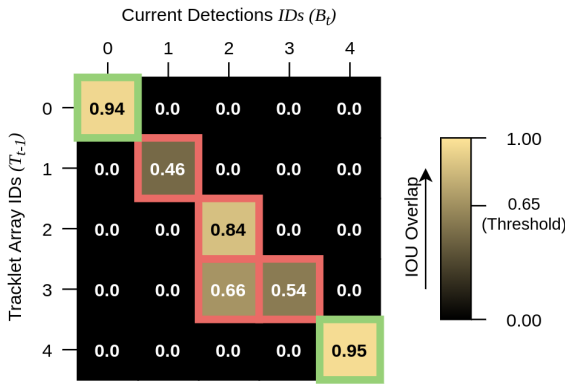 Current Detections IDs (Bt)
0 1 2 3 4
Tracklet Array IDs (Tt-1)
0 0.94 0.0 0.0 0.0 0.0
1 0.0 0.46 0.0 0.0 0.0
2 0.0 0.0 0.84 0.0 0.0
3 0.0 0.0 0.66 0.54 0.0
4 0.0 0.0 0.0 0.0 0.95
IOU Overlap
1.00
0.65
(Threshold)
0.00